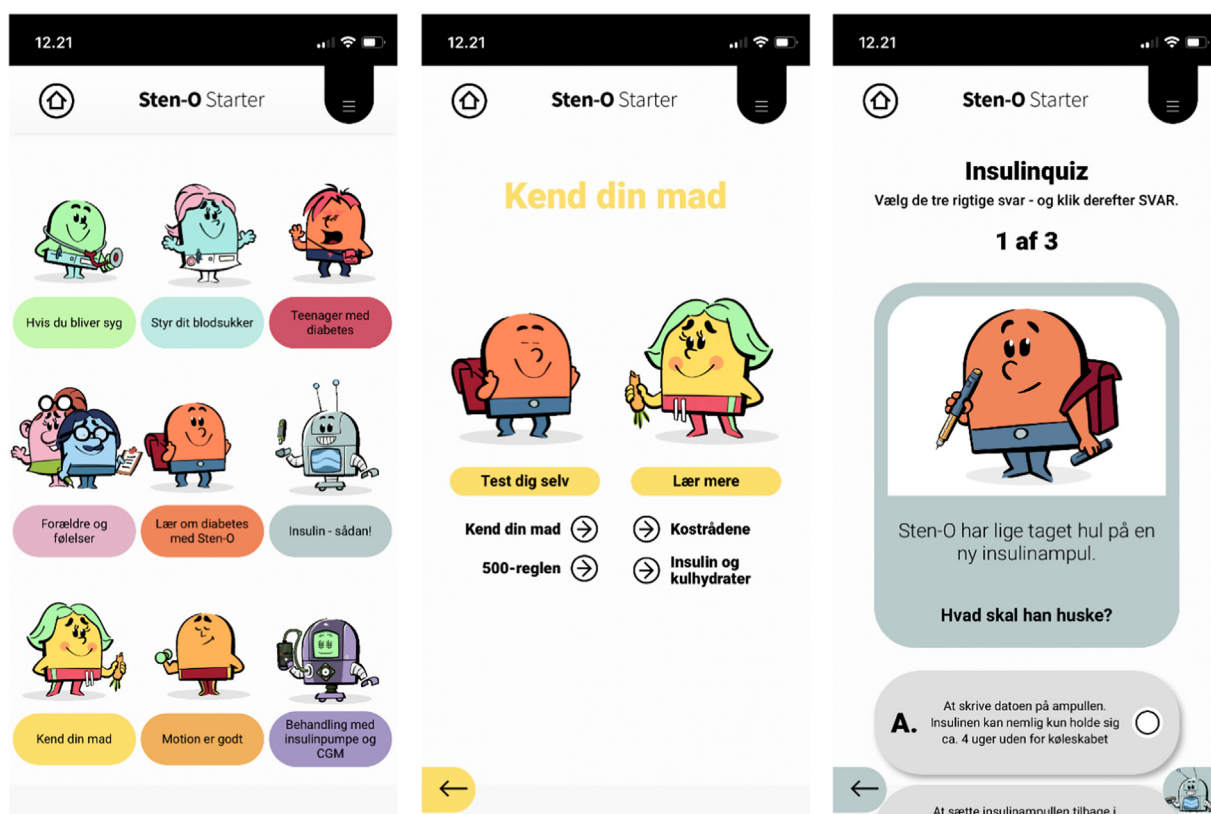 12.21
Sten-O Starter
Hvis du bliver syg
Styr dit blodsukker
Teenager med
diabetes
Forældre og
følelser
Lær om diabetes
med Sten-O
Insulin - sådan!
Kend din mad
Motion er godt
Behandling med
insulinpumpe og
CGM
12.21
Sten-O Starter
Kend din mad
Test dig selv
Lær mere
Kend din mad
Kostrådene
500-reglen
Insulin og
kulhydrater
12.21
Sten-O Starter
Insulinquiz
Vælg de tre rigtige svar - og klik derefter SVAR.
1 af 3
Sten-O har lige taget hul på en
ny insulinampul.
Hvad skal han huske?
A.
At skrive datoen på ampullen.
Insulinen kan nemlig kun holde sig
ca. 4 uger uden for køleskabet
At sætte insulinampullen tilbage i